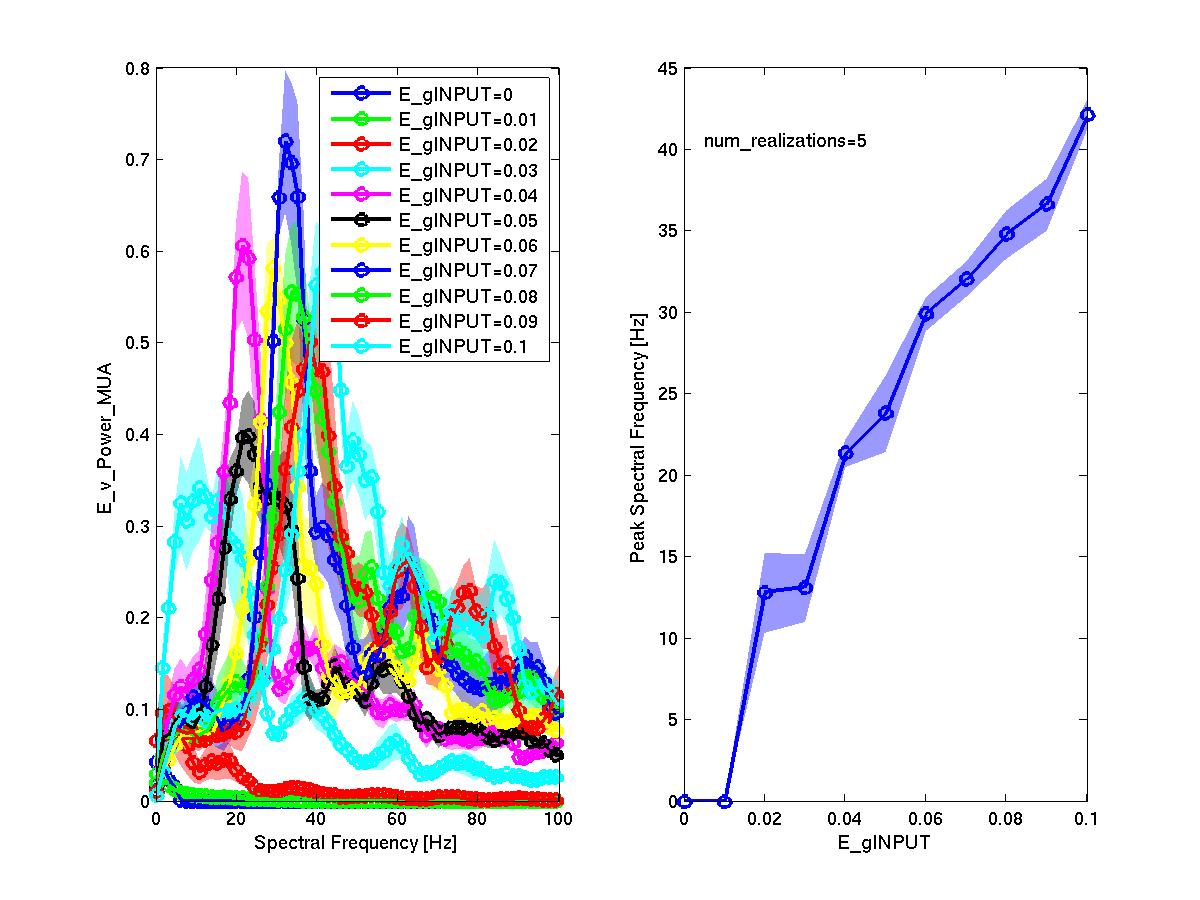 0.8
0.7
0.6
0.5
0.4
0.3
0.2
0.1
0
E_v_Power_MUA
0 20 40 60 80 100
Spectral Frequency [Hz]
E_gINPUT=0
E_gINPUT=0.01
E_gINPUT=0.02
E_gINPUT=0.03
E_gINPUT=0.04
E_gINPUT=0.05
E_gINPUT=0.06
E_gINPUT=0.07
E_gINPUT=0.08
E_gINPUT=0.09
E_gINPUT=0.1
45
40
35
30
25
20
15
10
5
0
Peak Spectral Frequency [Hz]
num_realizations=5
0 0.02 0.04 0.06 0.08 0.1
E_gINPUT